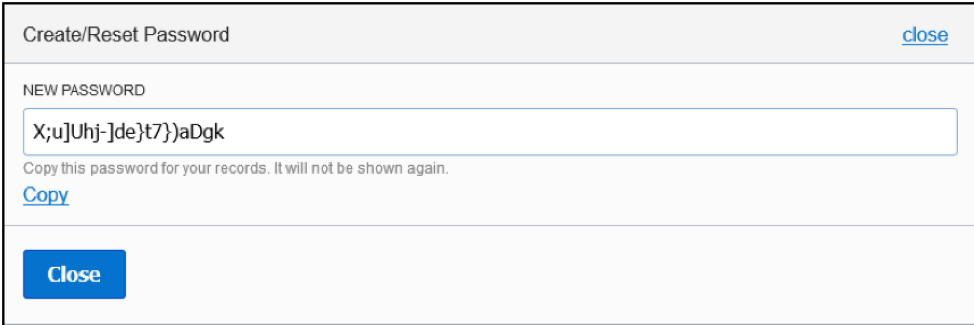 Create/Reset Password close
NEW PASSWORD
X;u]Uhj-]de}t7})aDgk
Copy this password for your records. It will not be shown again.
Copy
Close